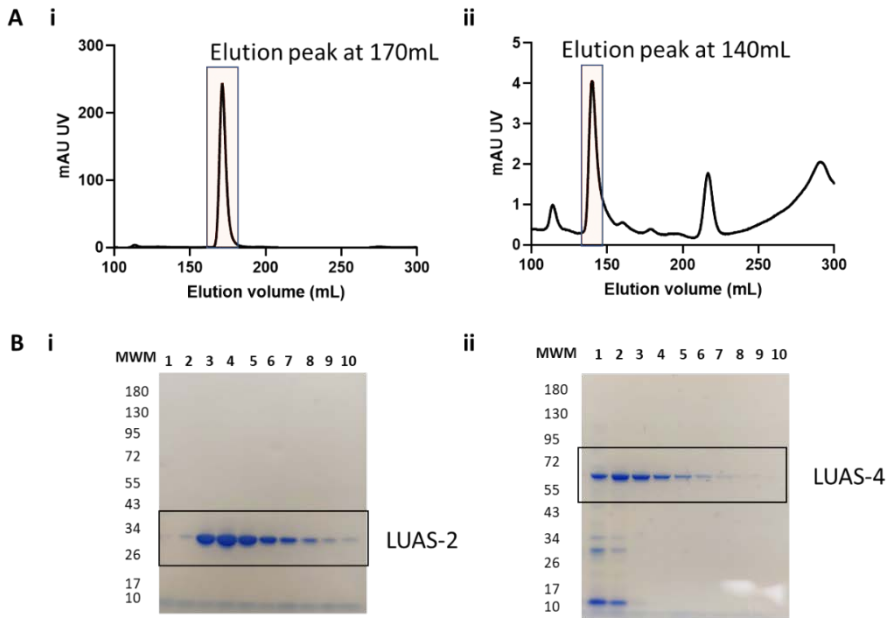 A i ii
Elution peak at 170mL
300
200
100
0
mAU UV
100 150 200 250 300
Elution volume (mL)
Elution peak at 140mL
5
4
3
2
1
0
mAU UV
100 150 200 250 300
Elution volume (mL)
B i
MWM 1 2 3 4 5 6 7 8 9 10
180
130
95
72
55
43
34
26
17
10
LUAS-2
ii
MWM 1 2 3 4 5 6 7 8 9 10
180
130
95
72
55
43
34
26
17
10
LUAS-4